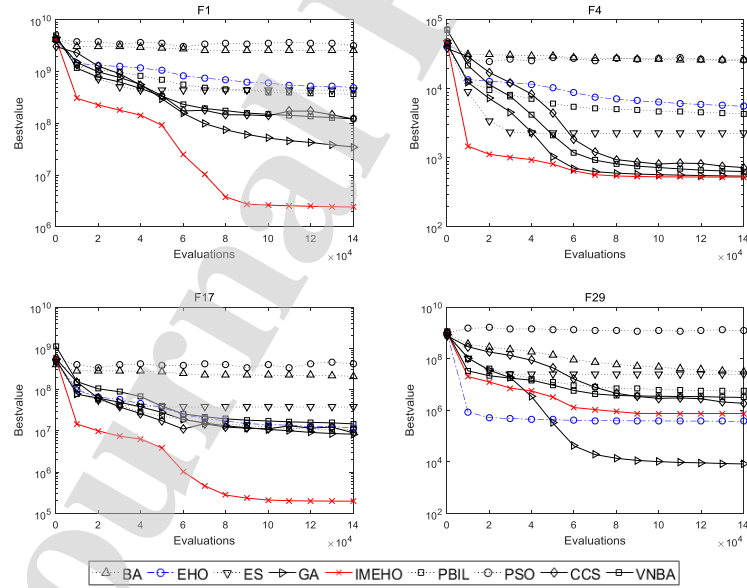 F1
Bestvalue
10^10
10^9
10^8
10^7
10^6
0 2 4 6 8 10 12 14
Evaluations
× 10^4
F4
Bestvalue
10^5
10^4
10^3
10^2
0 2 4 6 8 10 12 14
Evaluations
× 10^4
F17
Bestvalue
10^10
10^9
10^8
10^7
10^6
10^5
0 2 4 6 8 10 12 14
Evaluations
× 10^4
F29
Bestvalue
10^10
10^8
10^6
10^4
10^2
0 2 4 6 8 10 12 14
Evaluations
× 10^4
BA EHO ES GA IMEHO PBIL PSO CCS VNBA